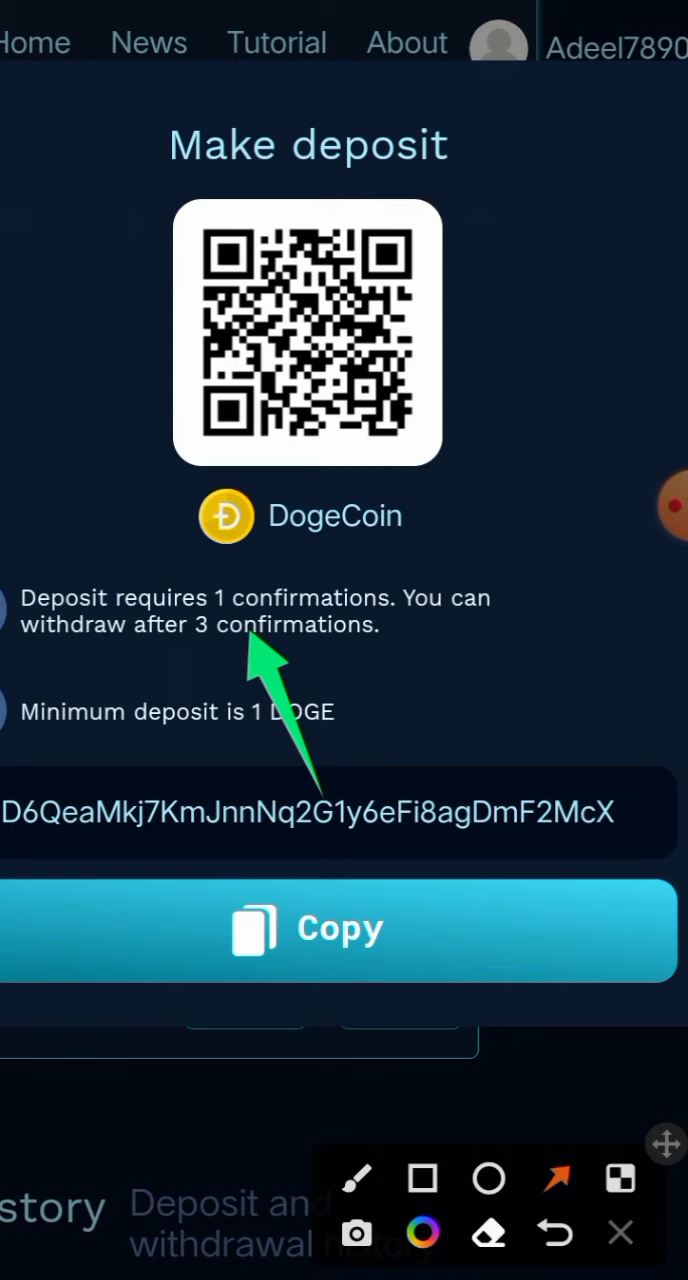 Home News Tutorial About Adeel7890
Make deposit
DogeCoin
Deposit requires 1 confirmations. You can
withdraw after 3 confirmations.
Minimum deposit is 1 DOGE
D6QeaMkj7KmJnnNq2G1y6eFi8agDmF2McX
Copy
story
Deposit and
withdrawal history